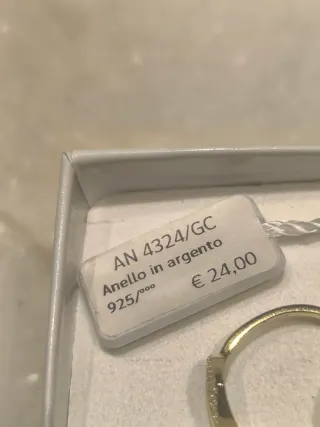 AN 4324/GC
Anello in argento
925/°°° € 24,00